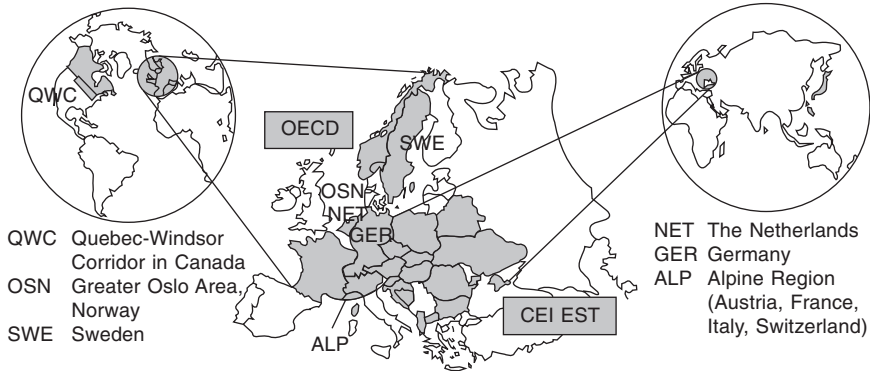 QWC
OECD
SWE
OSN
NET
GER
ALP
CEI EST
QWC Quebec-Windsor
Corridor in Canada
OSN Greater Oslo Area,
Norway
SWE Sweden
NET The Netherlands
GER Germany
ALP Alpine Region
(Austria, France,
Italy, Switzerland)